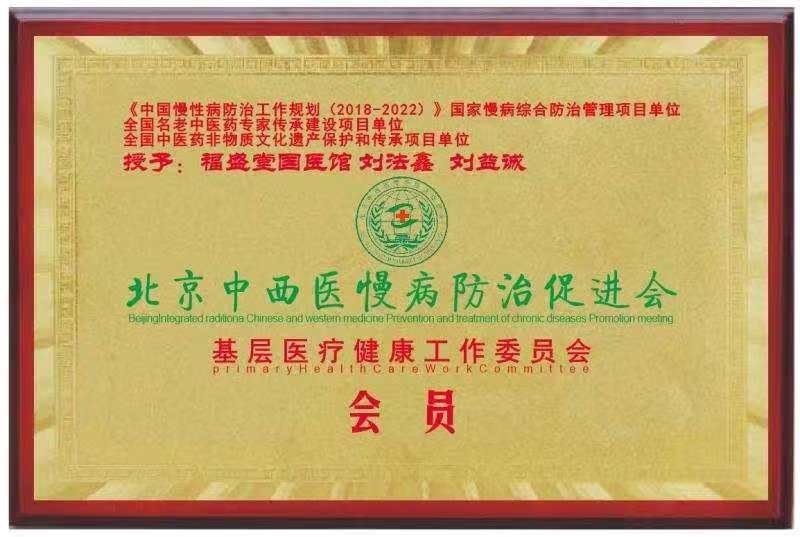 《中国慢性病防治工作规划（2018-2022）》国家慢病综合防治管理项目单位
全国名老中医药专家传承建设项目单位
全国中医药非物质文化遗产保护和传承项目单位
授予：福盛堂国医馆 刘法鑫 刘益诚
北京中西医慢病防治促进会
BeijingIntegrated raditiona Chinese and western medicine Prevention and treatment of chronic diseases Promotion meeting
基层医疗健康工作委员会
primaryHealthCareWorkCommittee
会员